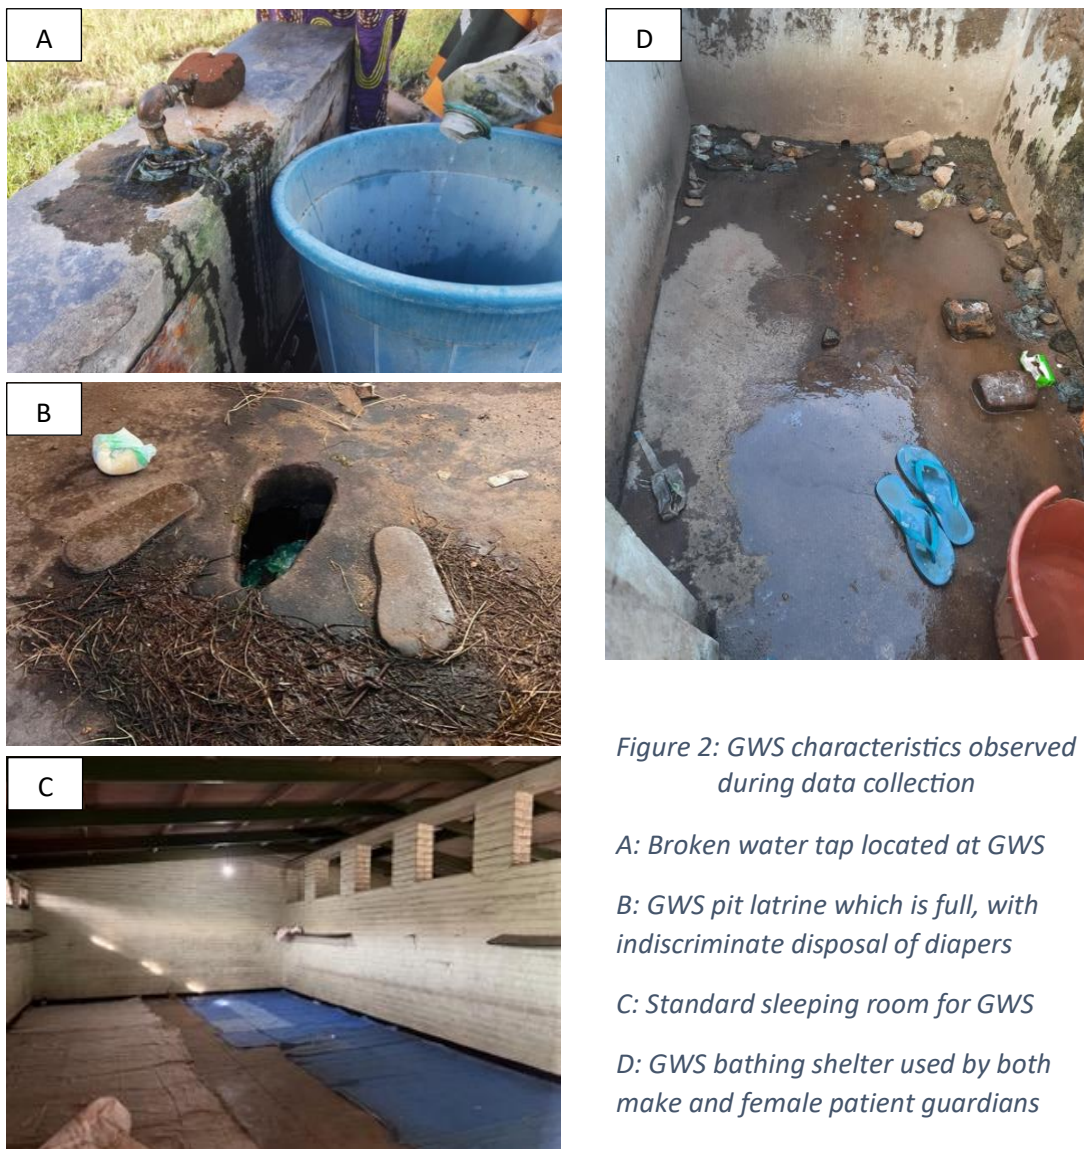 A
D
B
C
Figure 2: GWS characteristics observed
during data collection
A: Broken water tap located at GWS
B: GWS pit latrine which is full, with
indiscriminate disposal of diapers
C: Standard sleeping room for GWS
D: GWS bathing shelter used by both
make and female patient guardians